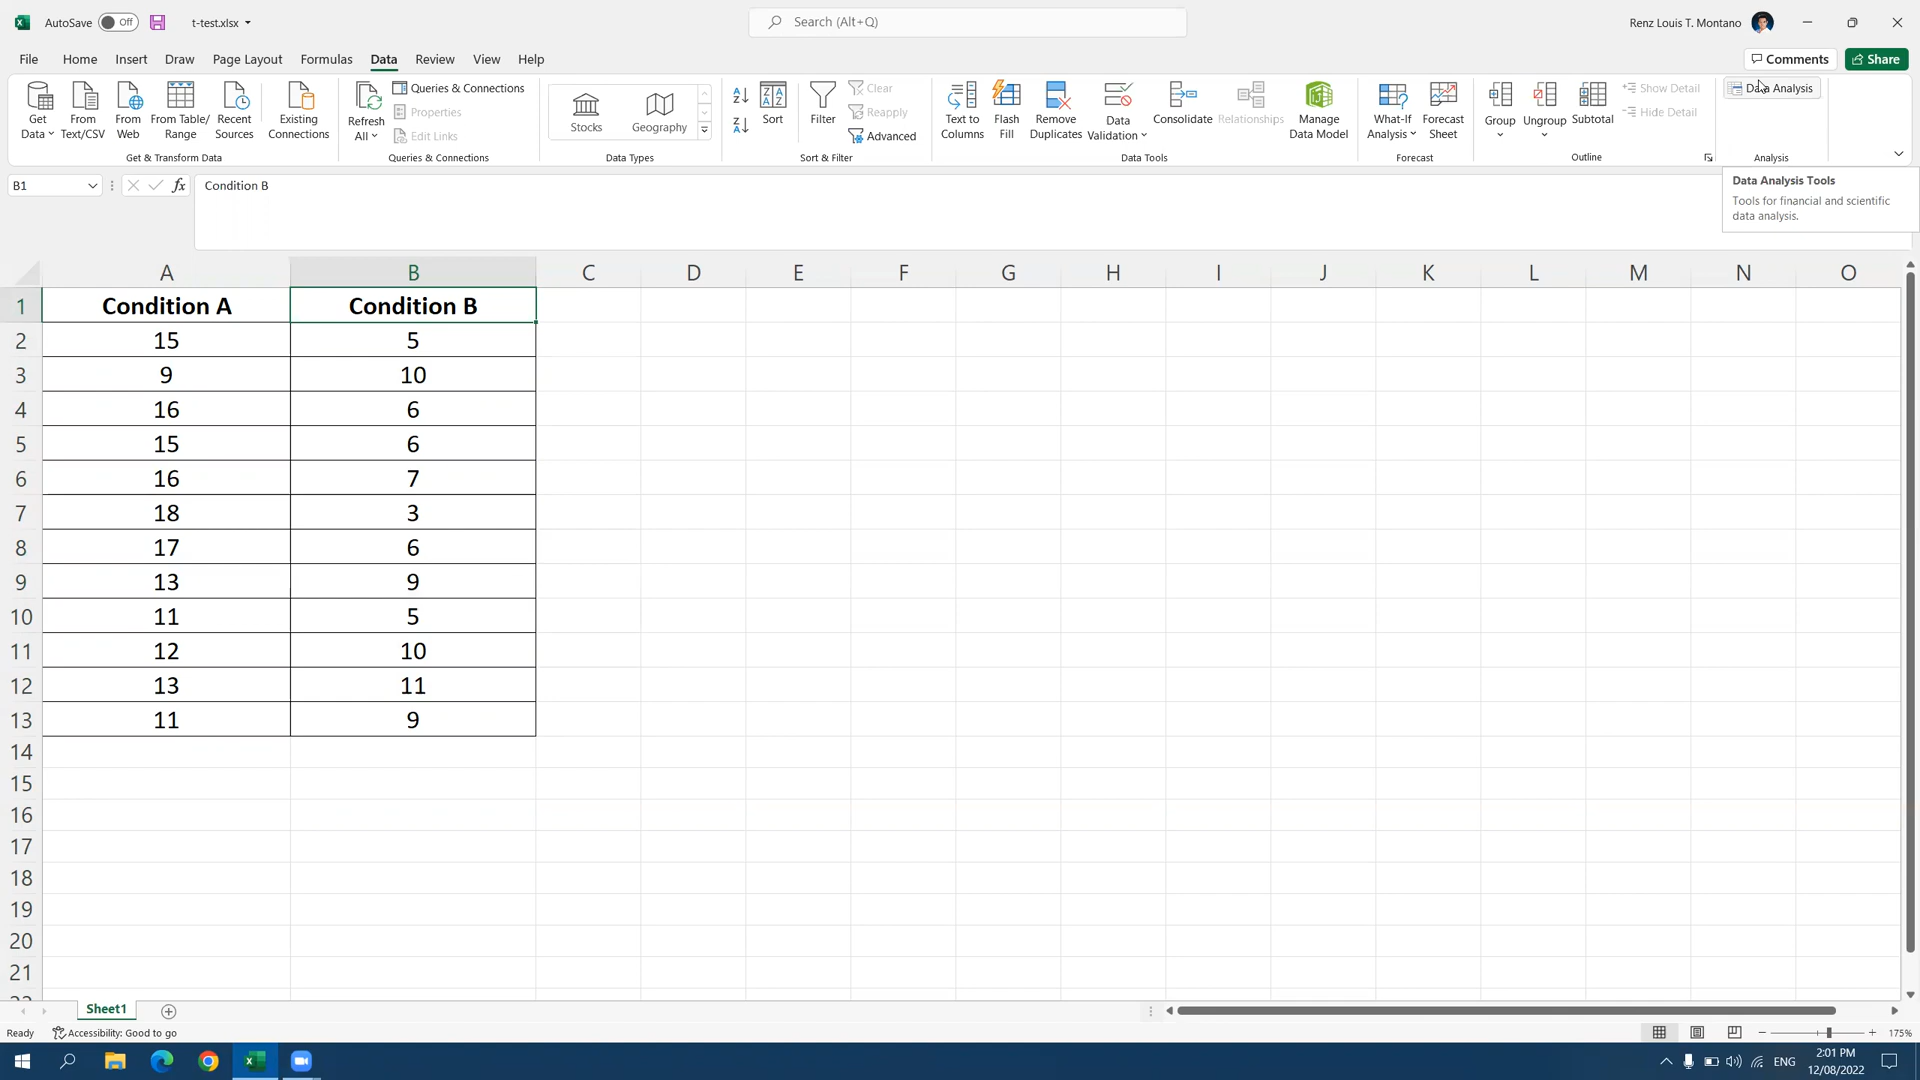 AutoSave Off t-test.xlsx Search (Alt+Q) Renz Louis T. Montano
File Home Insert Draw Page Layout Formulas Data Review View Help Comments Share
Get Data From Text/CSV From Web From Table/ Range Recent Sources Existing Connections
Get & Transform Data
Refresh All Queries & Connections Properties Edit Links
Queries & Connections
Stocks Geography
Data Types
Sort Filter Clear Reapply Advanced
Sort & Filter
Text to Columns Flash Fill Remove Duplicates Data Validation Consolidate Relationships Manage Data Model
Data Tools
What-If Analysis Forecast Sheet
Forecast
Group Ungroup Subtotal Show Detail Hide Detail
Outline
Data Analysis
Analysis
B1 fx Condition B
Data Analysis Tools
Tools for financial and scientific
data analysis.
A B C D E F G H I J K L M N O
1 Condition A Condition B
2 15 5
3 9 10
4 16 6
5 15 6
6 16 7
7 18 3
8 17 6
9 13 9
10 11 5
11 12 10
12 13 11
13 11 9
14
15
16
17
18
19
20
21
Sheet1
Ready Accessibility: Good to go 175%
ENG 2:01 PM
12/08/2022